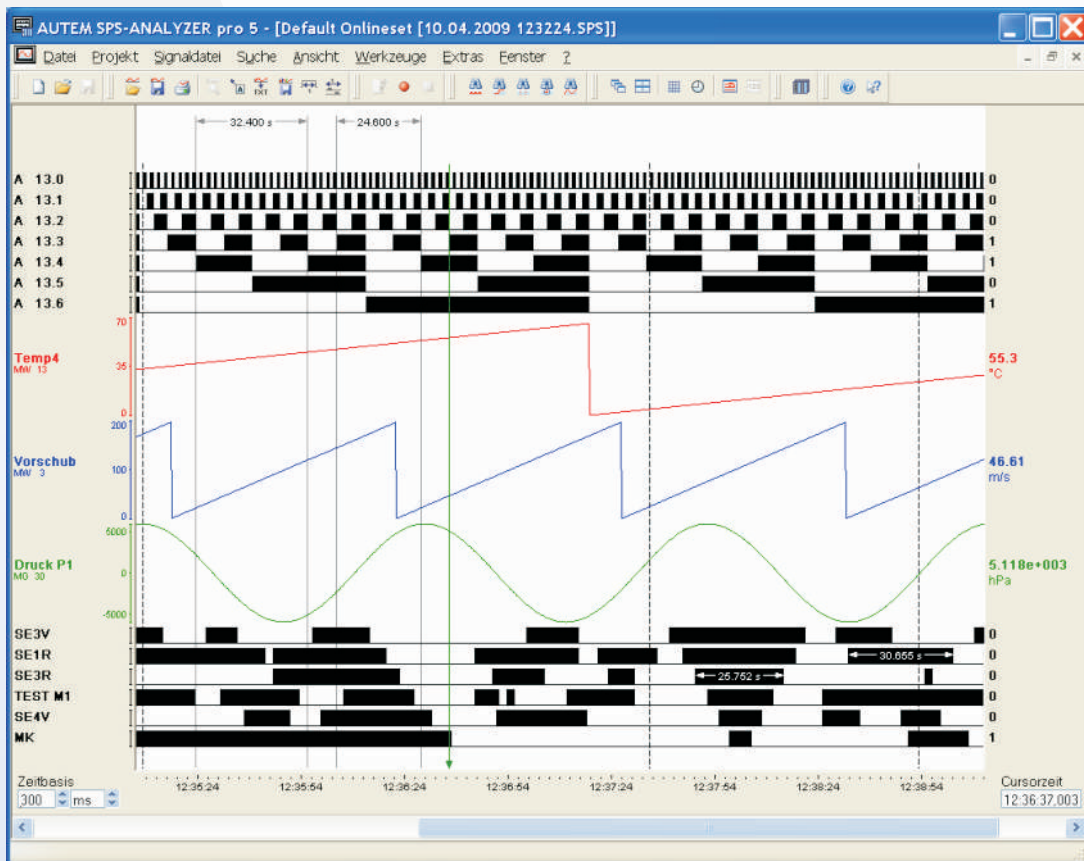 AUTEM SPS-ANALYZER pro 5 - [Default Onlineset [10.04.2009 123224.SPS]]
Datei Projekt Signaldatei Suche Ansicht Werkzeuge Extras Fenster ?
32.400 s 24.600 s
A 13.0 0
A 13.1 0
A 13.2 0
A 13.3 1
A 13.4 1
A 13.5 0
A 13.6 1
70
Temp4 55.3
MW 13 35 °C
0
200
Vorschub 46.61
MW 3 100 m/s
0
5000
Druck P1 5.118e+003
MD 30 0 hPa
-5000
SE3V 0
SE1R 30.655 s 0
SE3R 25.752 s 0
TEST M1 0
SE4V 0
MK 1
Zeitbasis Cursorzeit
300 ms 12:35:24 12:35:54 12:36:24 12:36:54 12:37:24 12:37:54 12:38:24 12:38:54 12:36:37,003